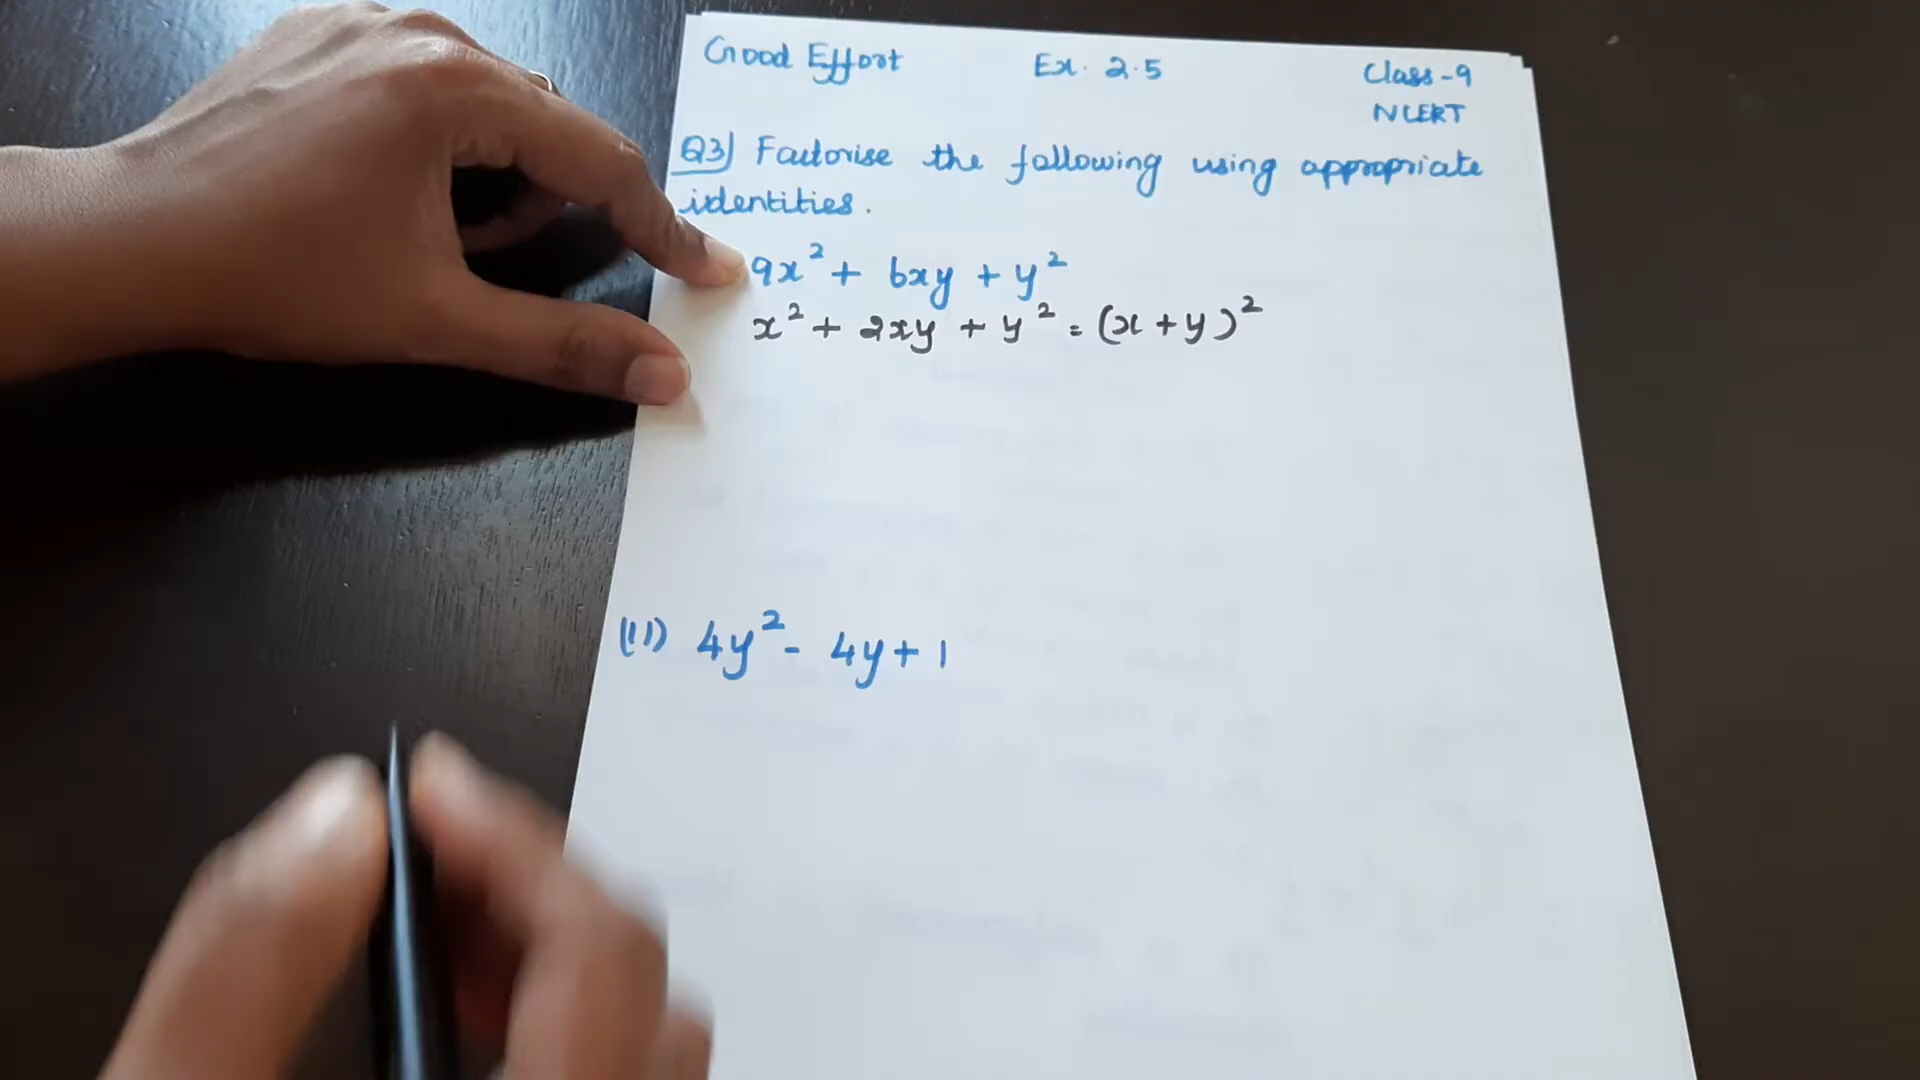 Good Effort Ex. 2.5 Class-9
NCERT
Q3) Factorise the following using appropriate
identities.
9x² + 6xy + y²
x² + 2xy + y² = (x + y)²
(ii) 4y² - 4y + 1